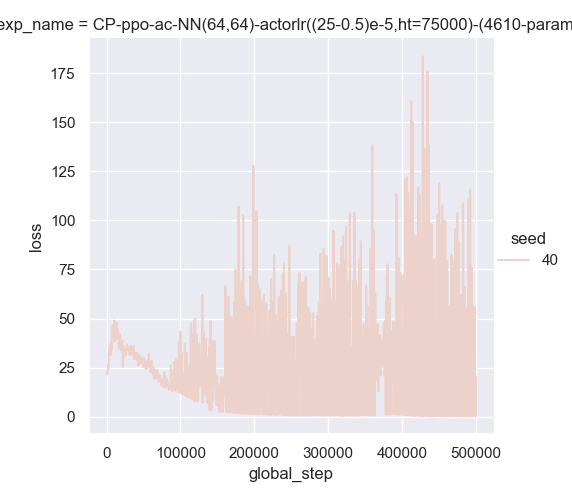 exp_name = CP-ppo-ac-NN(64,64)-actorlr((25-0.5)e-5,ht=75000)-(4610-param
175
150
125
100
75
50
25
0
loss
0 100000 200000 300000 400000 500000
global_step
seed
40